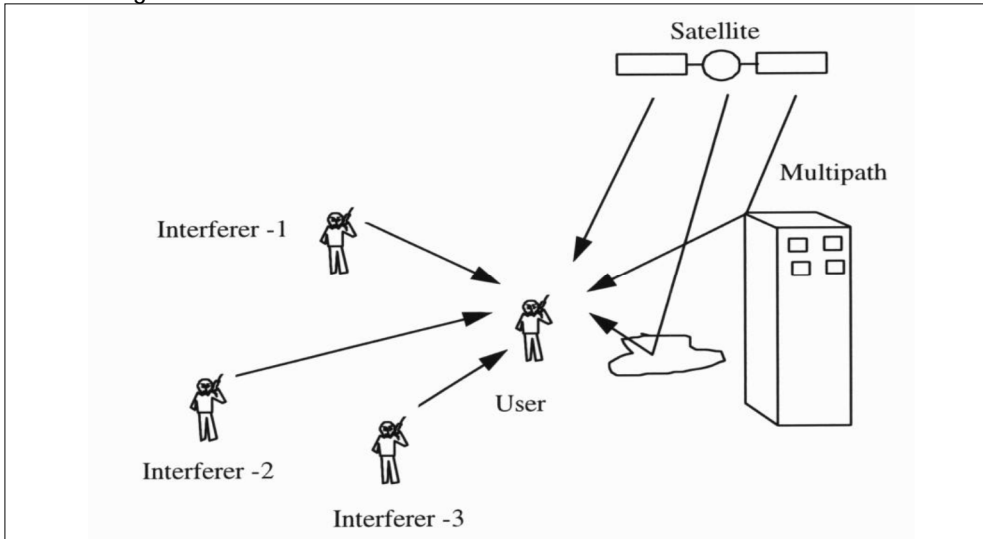 Satellite
Multipath
Interferer -1
User
Interferer -2
Interferer -3